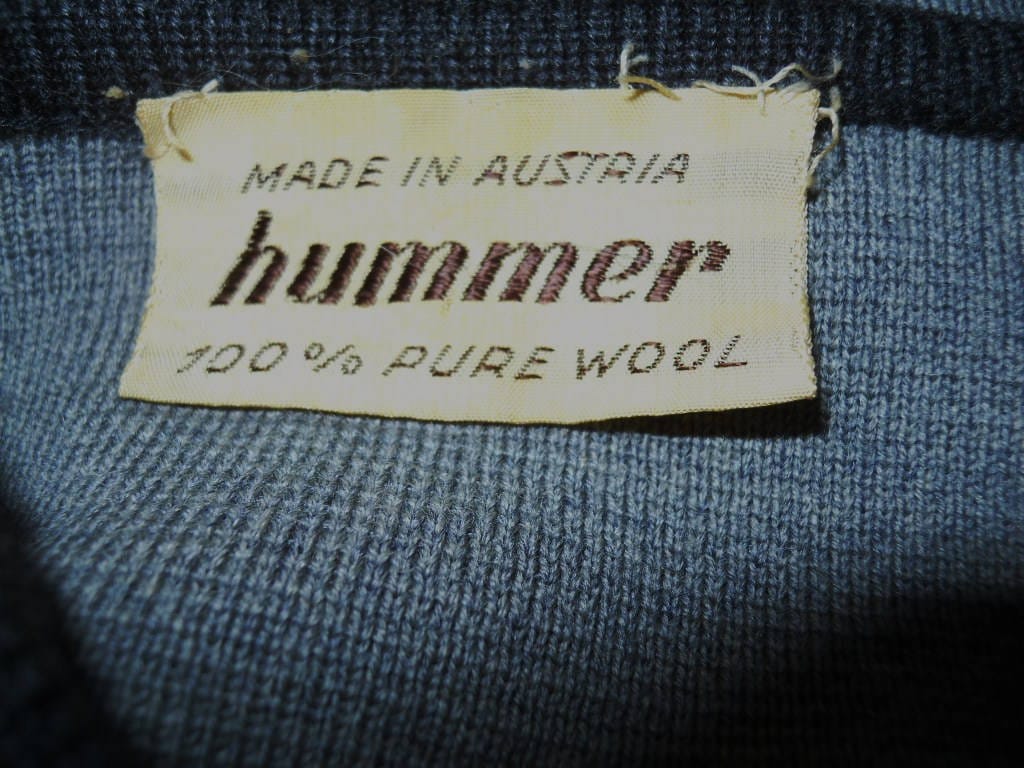 MADE IN AUSTRIA
hummer
100% PURE WOOL